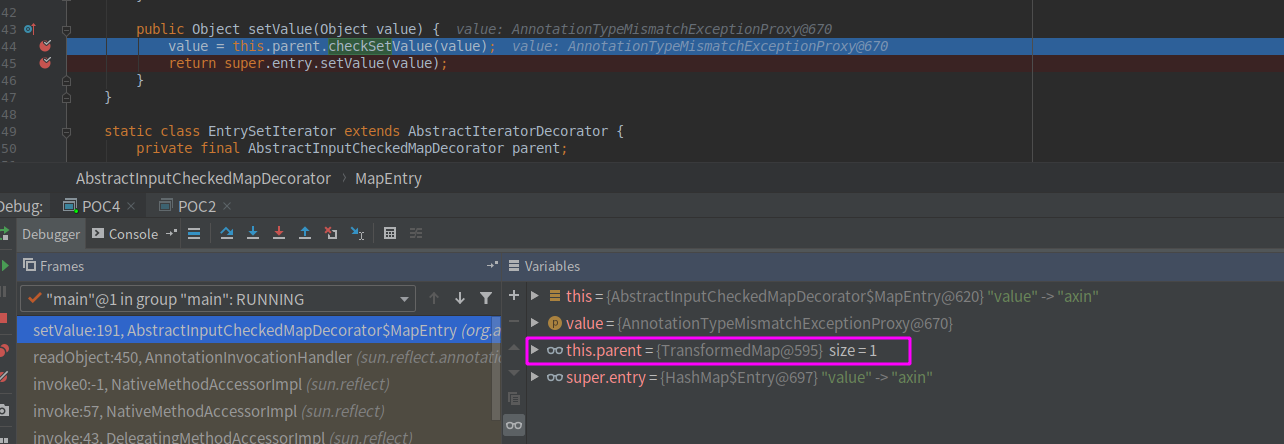 42
43 public Object setValue(Object value) { value: AnnotationTypeMismatchExceptionProxy@670
44 value = this.parent.checkSetValue(value); value: AnnotationTypeMismatchExceptionProxy@670
45 return super.entry.setValue(value);
46 }
47 }
48
49 static class EntrySetIterator extends AbstractIteratorDecorator {
50 private final AbstractInputCheckedMapDecorator parent;
AbstractInputCheckedMapDecorator › MapEntry
Debug: POC4 × POC2 ×
Debugger Console
Frames
Variables
"main"@1 in group "main": RUNNING
this = {AbstractInputCheckedMapDecorator$MapEntry@620} "value" -> "axin"
setValue:191, AbstractInputCheckedMapDecorator$MapEntry (org.a
value = {AnnotationTypeMismatchExceptionProxy@670}
readObject:450, AnnotationInvocationHandler (sun.reflect.annotation
this.parent = {TransformedMap@595} size = 1
invoke0:-1, NativeMethodAccessorImpl (sun.reflect)
super.entry = {HashMap$Entry@697} "value" -> "axin"
invoke:57, NativeMethodAccessorImpl (sun.reflect)
invoke:43, DelegatingMethodAccessorImpl (sun.reflect)